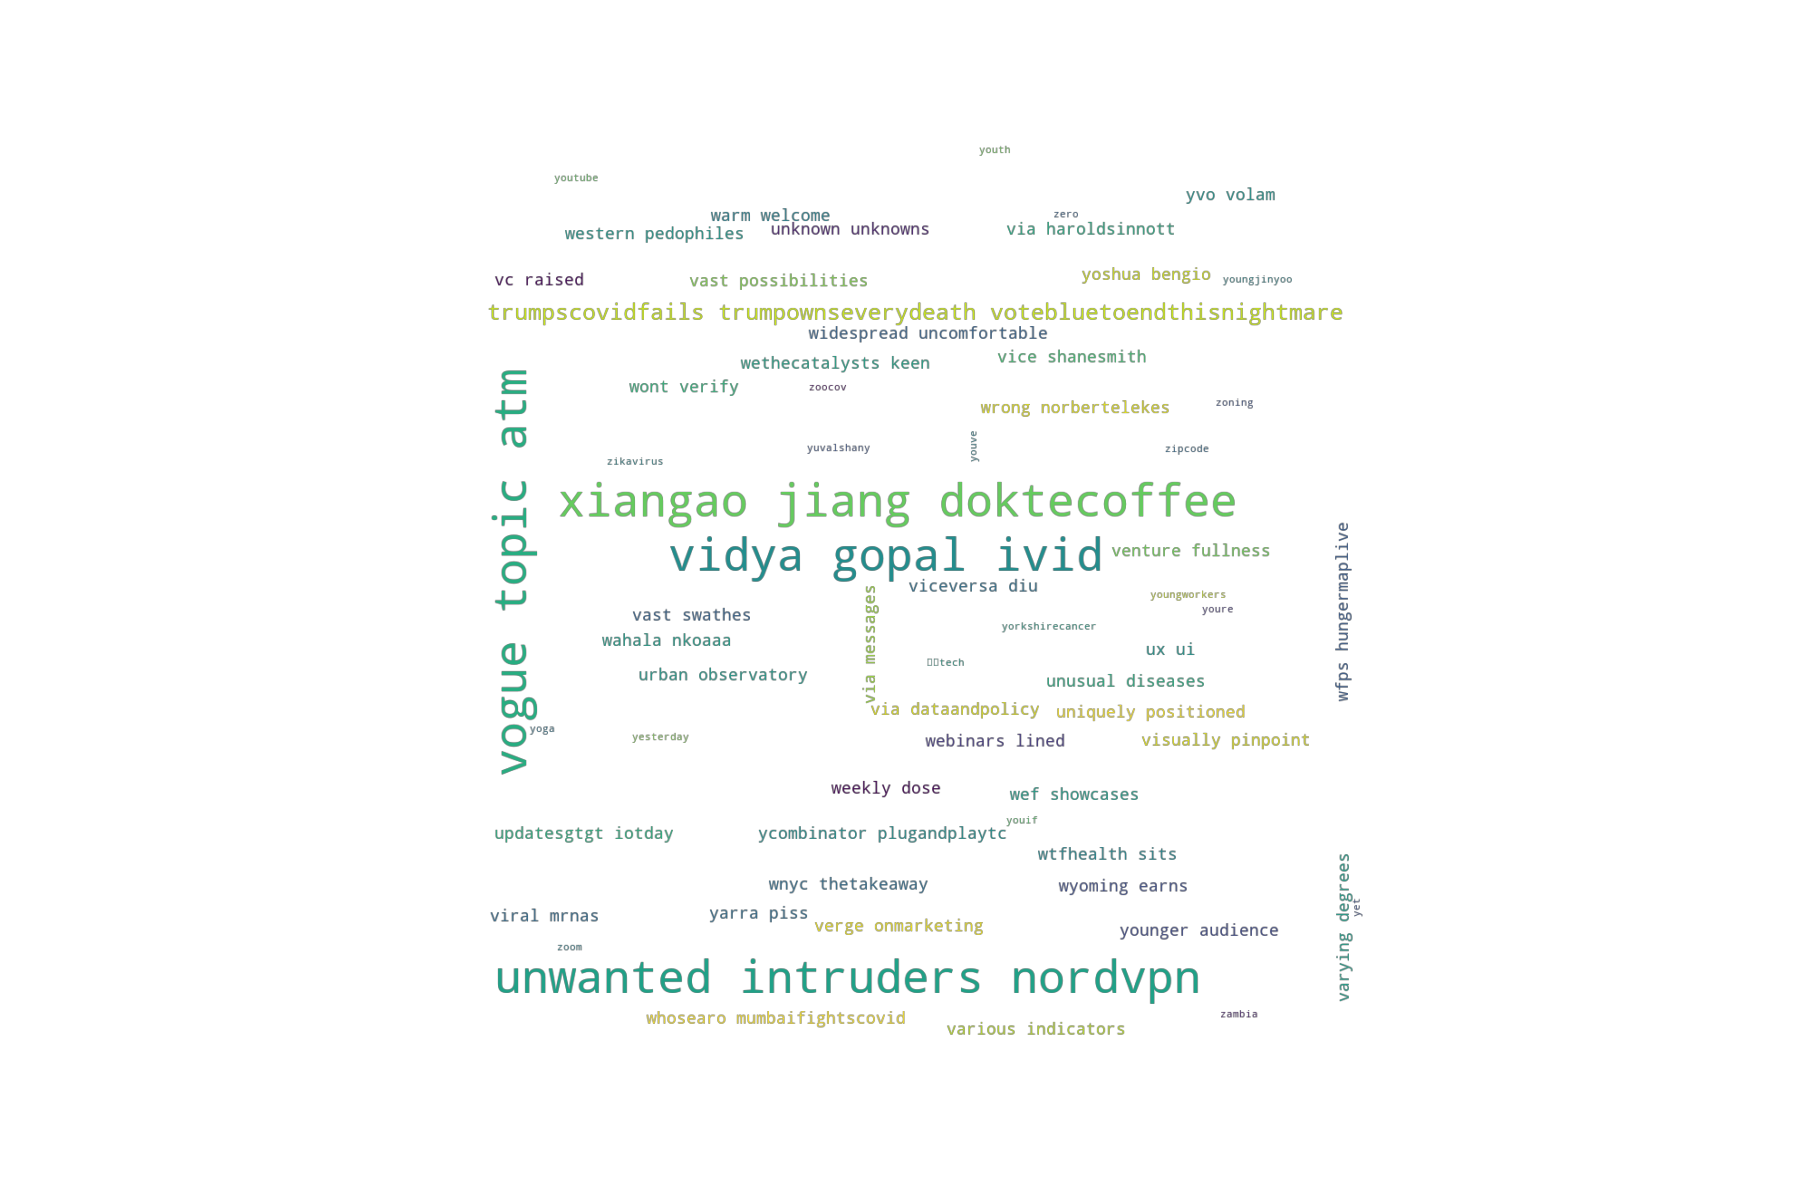 youth
youtube
yvo volam
warm welcome
zero
unknown unknowns
via haroldsinnott
western pedophiles
yoshua bengio
vc raised
vast possibilities
youngjinyoo
trumpscovidfails trumpownseverydeath votebluetoendthisnightmare
widespread uncomfortable
vice shanesmith
wethecatalysts keen
wont verify
zoocov
zoning
wrong norbertelekes
youve
yuvalshany
zipcode
zikavirus
vogue topic atm
xiangao jiang doktecoffee
vidya gopal ivid
venture fullness
viceversa diu
youngworkers
youre
wfps hungermaplive
vast swathes
yorkshirecancer
via messages
wahala nkoaaa
ux ui
tech
urban observatory
unusual diseases
via dataandpolicy
uniquely positioned
yoga
yesterday
webinars lined
visually pinpoint
weekly dose
wef showcases
youif
updatesgtgt iotday
ycombinator plugandplaytc
wtfhealth sits
wnyc thetakeaway
wyoming earns
yet
varying degrees
viral mrnas
yarra piss
verge onmarketing
younger audience
zoom
unwanted intruders nordvpn
zambia
whosearo mumbaifightscovid
various indicators